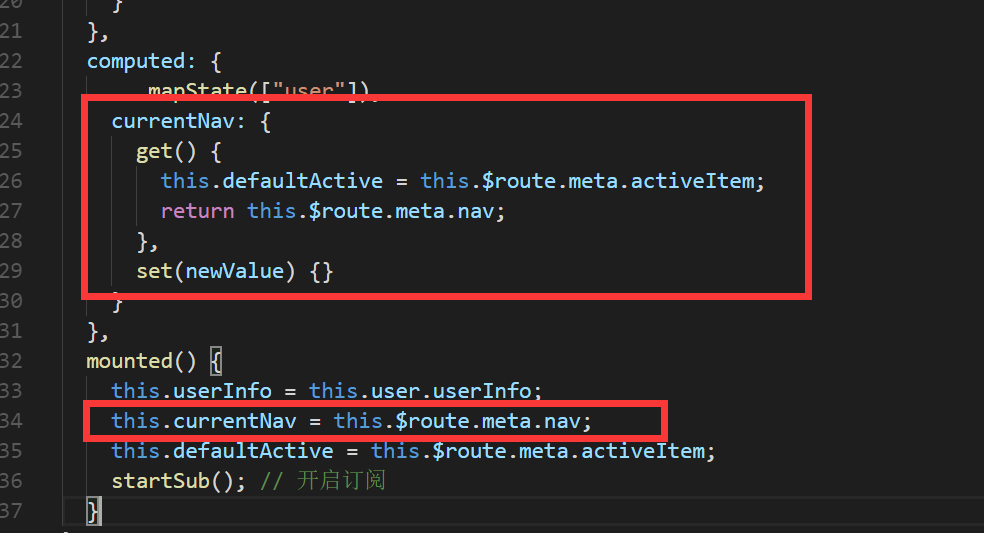 20 }
21 },
22 computed: {
23 mapState(["user"]),
24 currentNav: {
25 get() {
26 this.defaultActive = this.$route.meta.activeItem;
27 return this.$route.meta.nav;
28 },
29 set(newValue) {}
30 }
31 },
32 mounted() {
33 this.userInfo = this.user.userInfo;
34 this.currentNav = this.$route.meta.nav;
35 this.defaultActive = this.$route.meta.activeItem;
36 startSub(); // 开启订阅
37 }